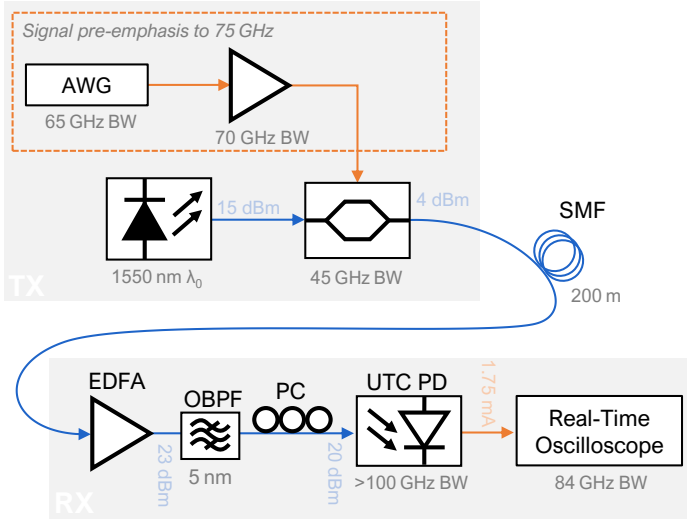 Signal pre-emphasis to 75 GHz
AWG
65 GHz BW
70 GHz BW
15 dBm
4 dBm
1550 nm λ0
45 GHz BW
TX
SMF
200 m
EDFA
OBPF
PC
UTC PD
1.75 mA
Real-Time
Oscilloscope
23 dBm
5 nm
20 dBm
>100 GHz BW
84 GHz BW
RX